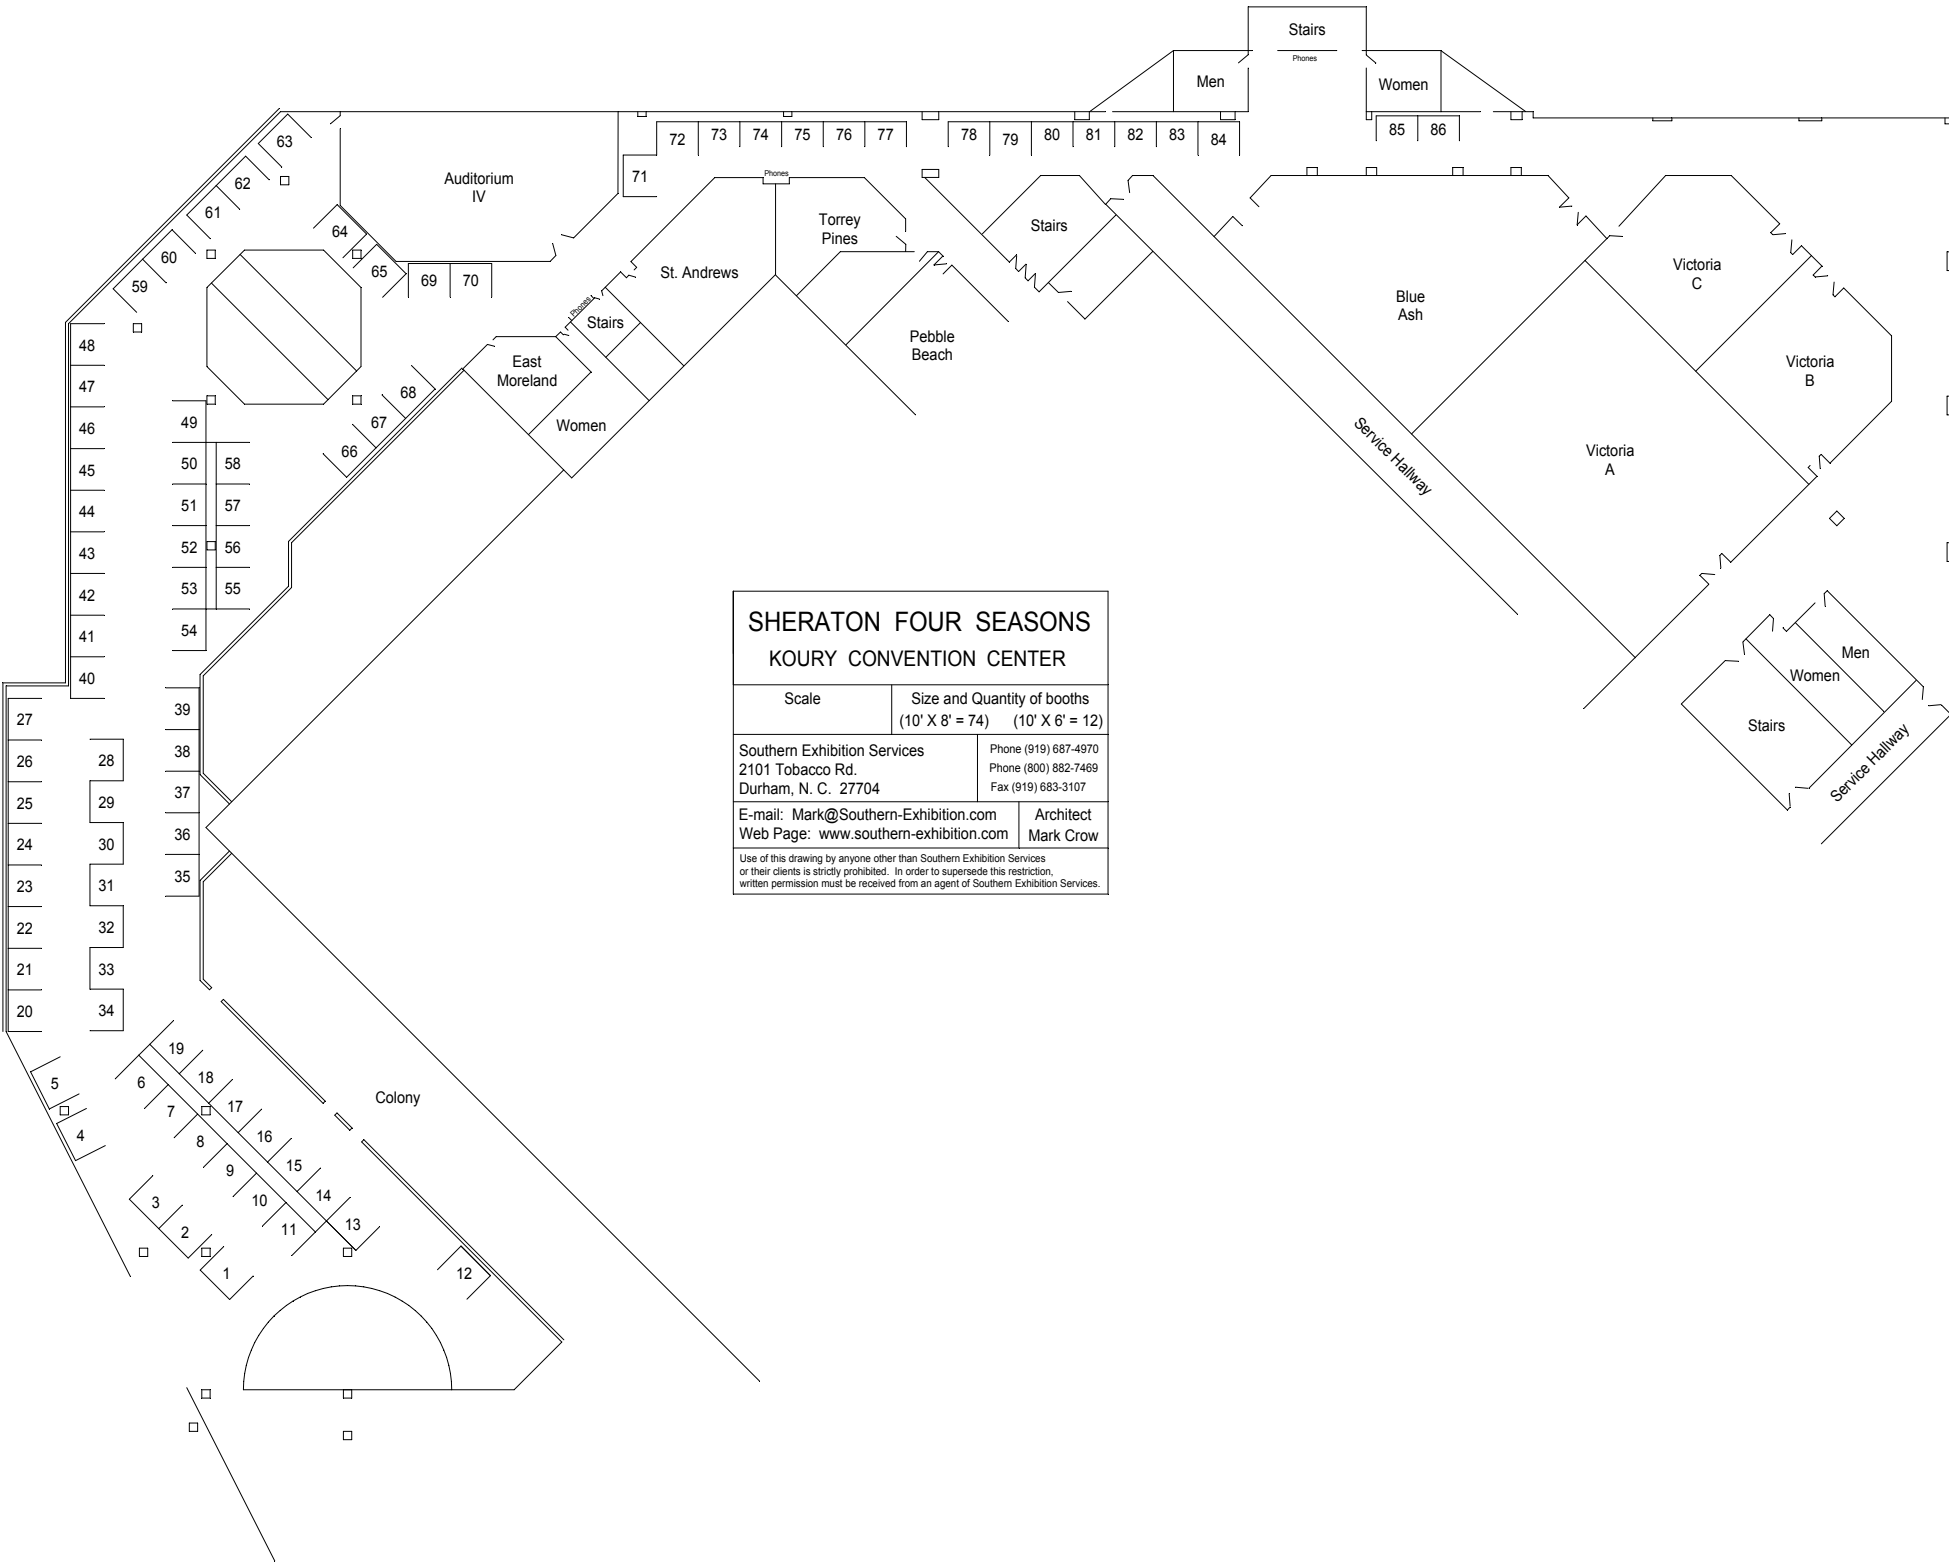 Stairs
Phones
Men
Women
63
72
73
74
75
76
77
78
79
80
81
82
83
84
85
86
62
71
Auditorium
IV
Phones
61
64
Torrey
Pines
Stairs
60
65
59
69
70
St. Andrews
Victoria
C
Blue
Ash
Phones
Stairs
Pebble
Beach
48
East
Moreland
Victoria
B
47
68
46
49
67
Women
66
Service Hallway
Victoria
A
45
50
58
44
51
57
43
52
56
42
53
55
41
54
40
SHERATON FOUR SEASONS
KOURY CONVENTION CENTER
Scale
Size and Quantity of booths
(10' X 8' = 74) (10' X 6' = 12)
Southern Exhibition Services
2101 Tobacco Rd.
Durham, N. C. 27704
Phone (919) 687-4970
Phone (800) 882-7469
Fax (919) 683-3107
E-mail: Mark@Southern-Exhibition.com
Web Page: www.southern-exhibition.com
Architect
Mark Crow
Use of this drawing by anyone other than Southern Exhibition Services
or their clients is strictly prohibited. In order to supersede this restriction,
written permission must be received from an agent of Southern Exhibition Services.
Men
Women
Stairs
Service Hallway
27
39
26
28
38
25
29
37
24
30
36
23
31
35
22
32
21
33
20
34
19
5
6
18
7
17
4
8
16
9
15
3
10
14
2
11
13
1
12
Colony